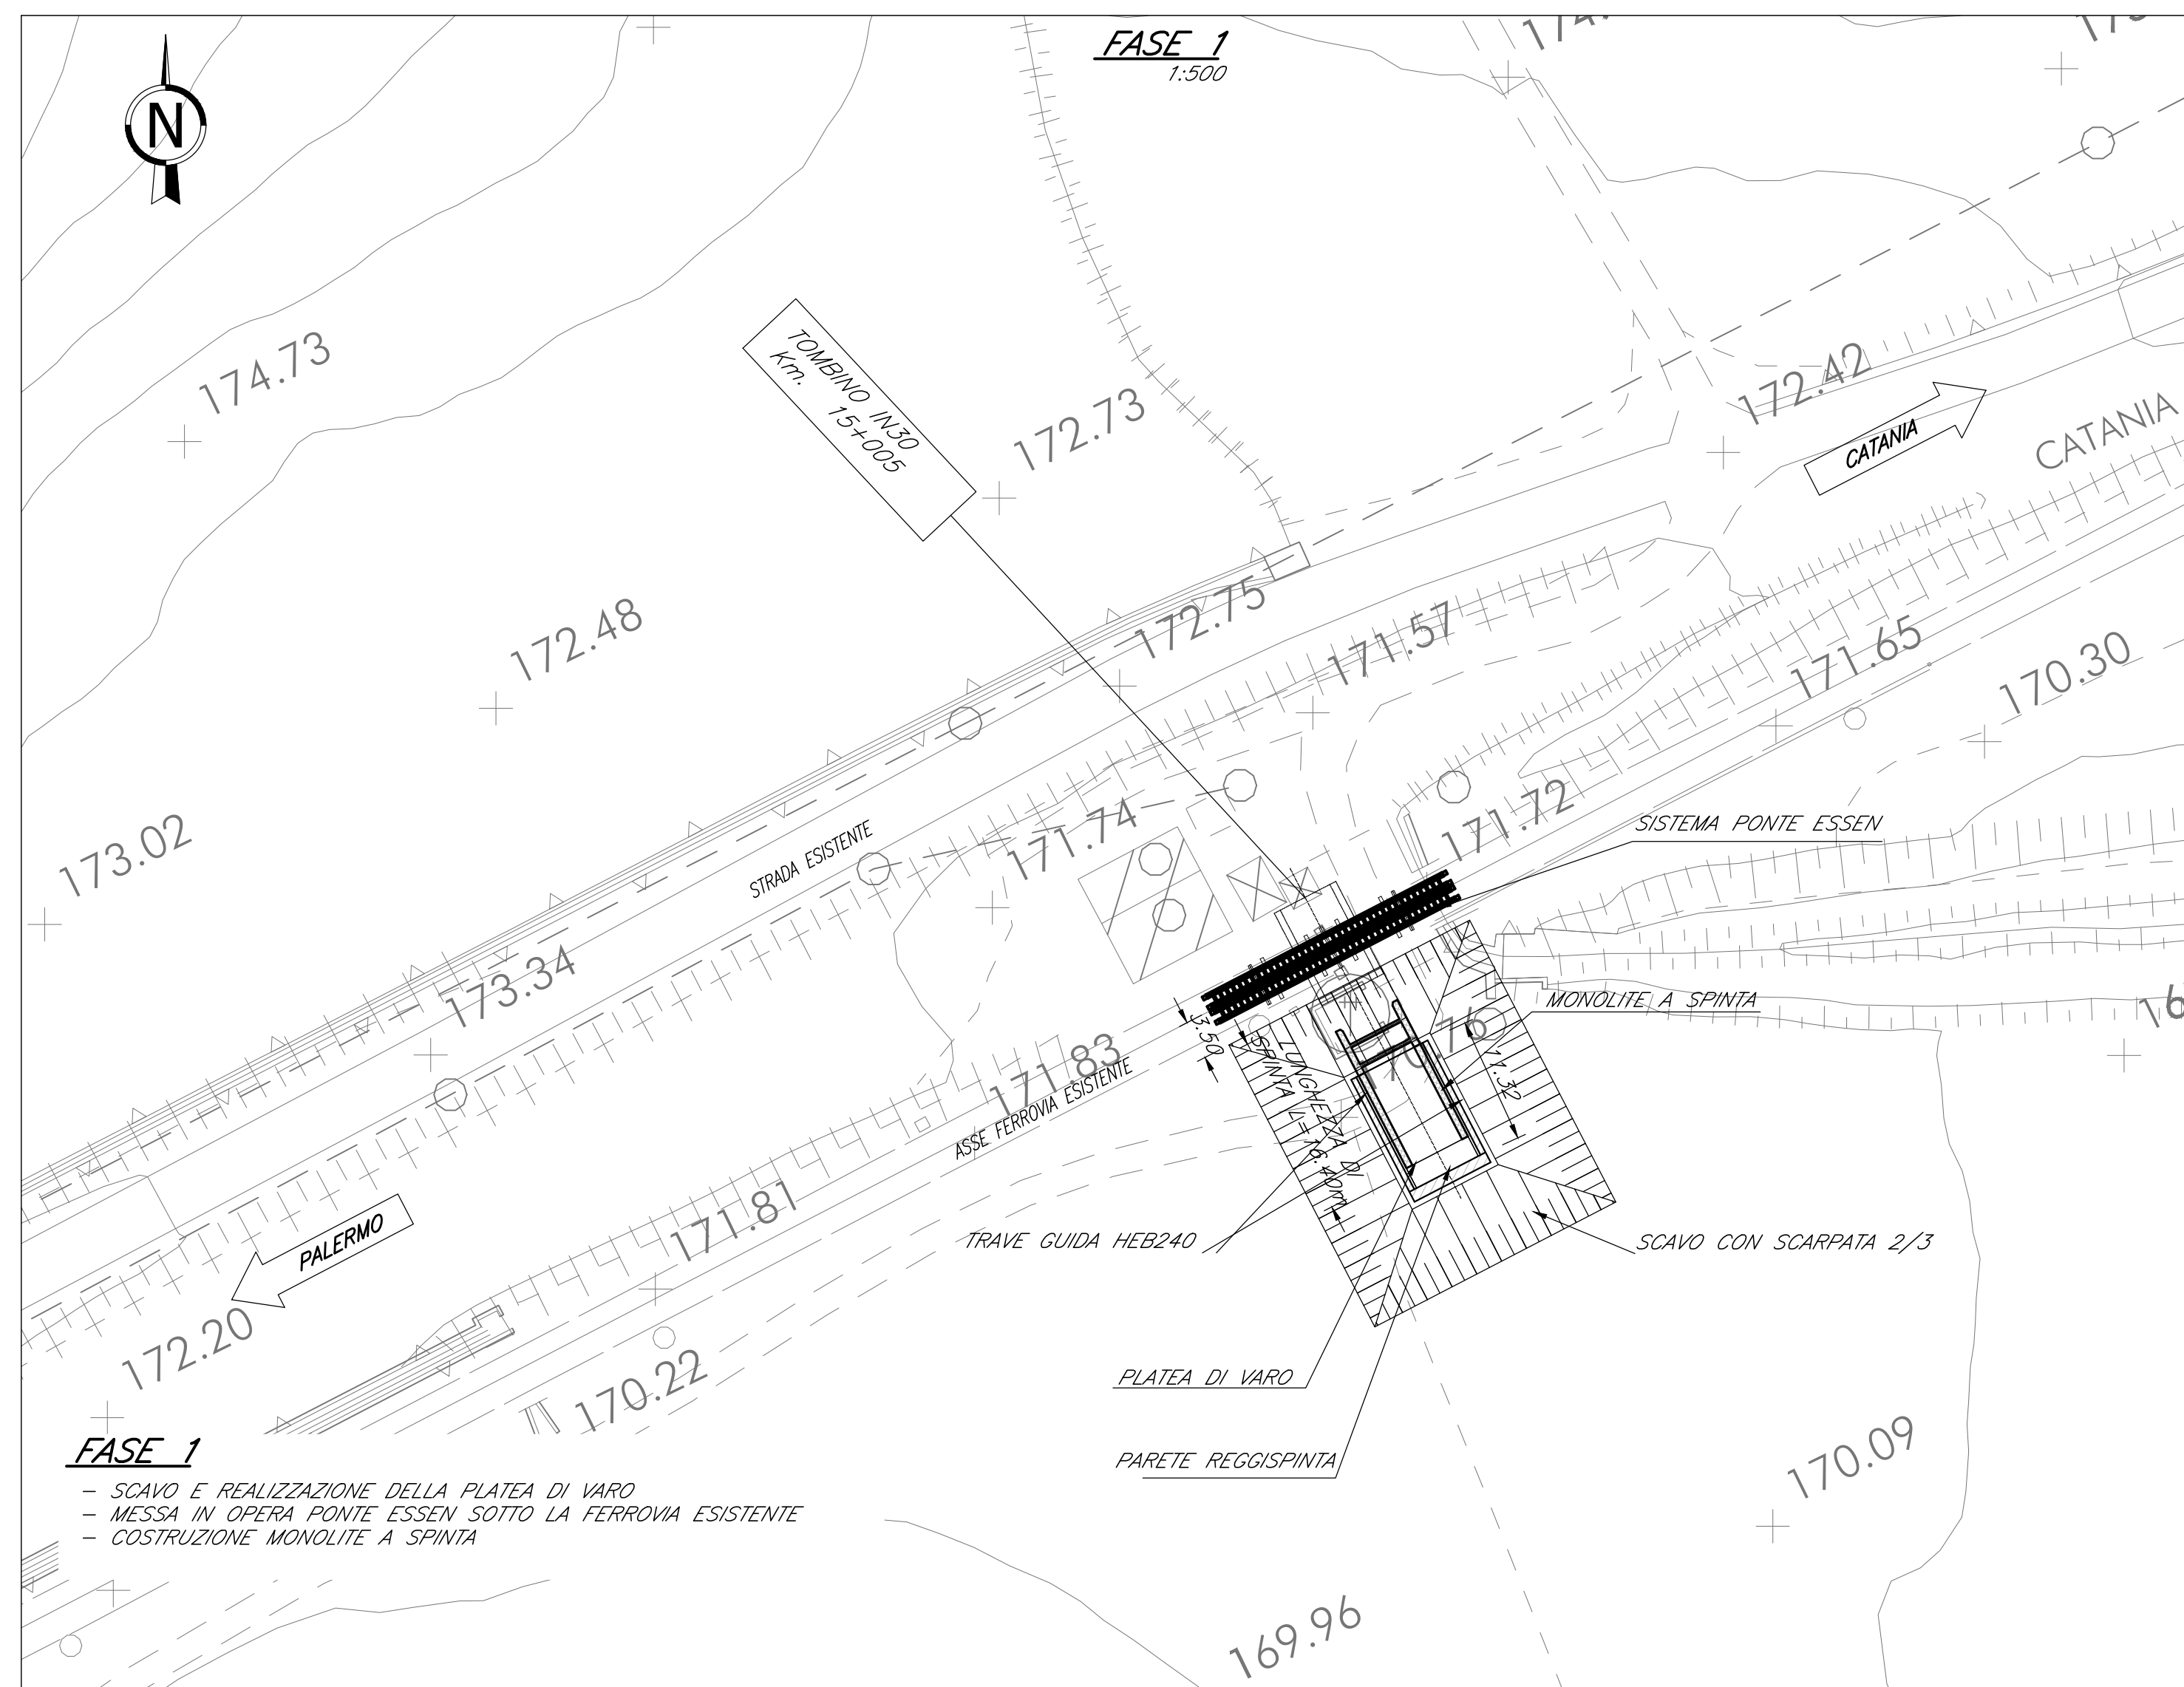 FASE 1
1:500
N
174.73
TOMBINO IN30
Km. 15+005
172.73
172.42
CATANIA
CATANIA
172.48
172.75
171.57
171.65
170.30
173.02
STRADA ESISTENTE
171.74
171.72
SISTEMA PONTE ESSEN
173.34
MONOLITE A SPINTA
3.50
171.83
ASSE FERROVIA ESISTENTE
LUNGHEZZA DI
SPINTA L= 16.40m
11.32
PALERMO
171.81
TRAVE GUIDA HEB240
SCAVO CON SCARPATA 2/3
172.20
170.22
PLATEA DI VARO
PARETE REGGISPINTA
170.09
169.96
FASE 1
- SCAVO E REALIZZAZIONE DELLA PLATEA DI VARO
- MESSA IN OPERA PONTE ESSEN SOTTO LA FERROVIA ESISTENTE
- COSTRUZIONE MONOLITE A SPINTA